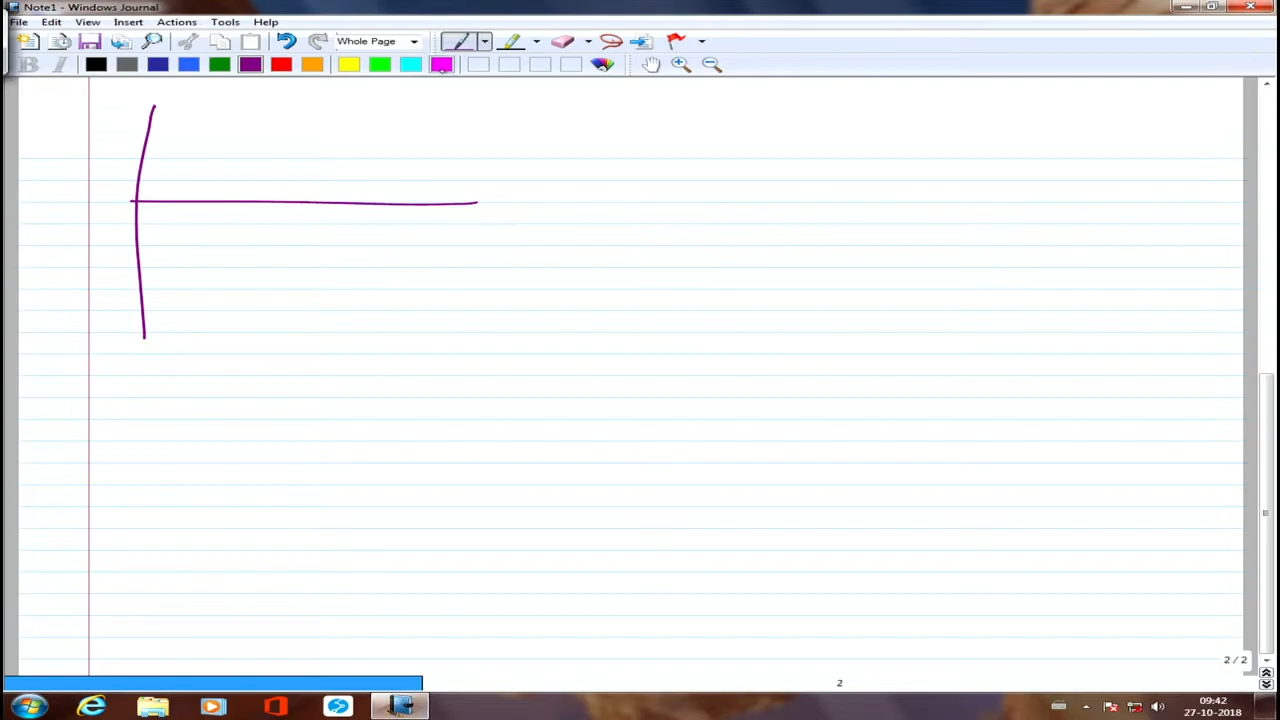 Note1 - Windows Journal
File Edit View Insert Actions Tools Help
Whole Page
B I
2 / 2
2
09:42
27-10-2018